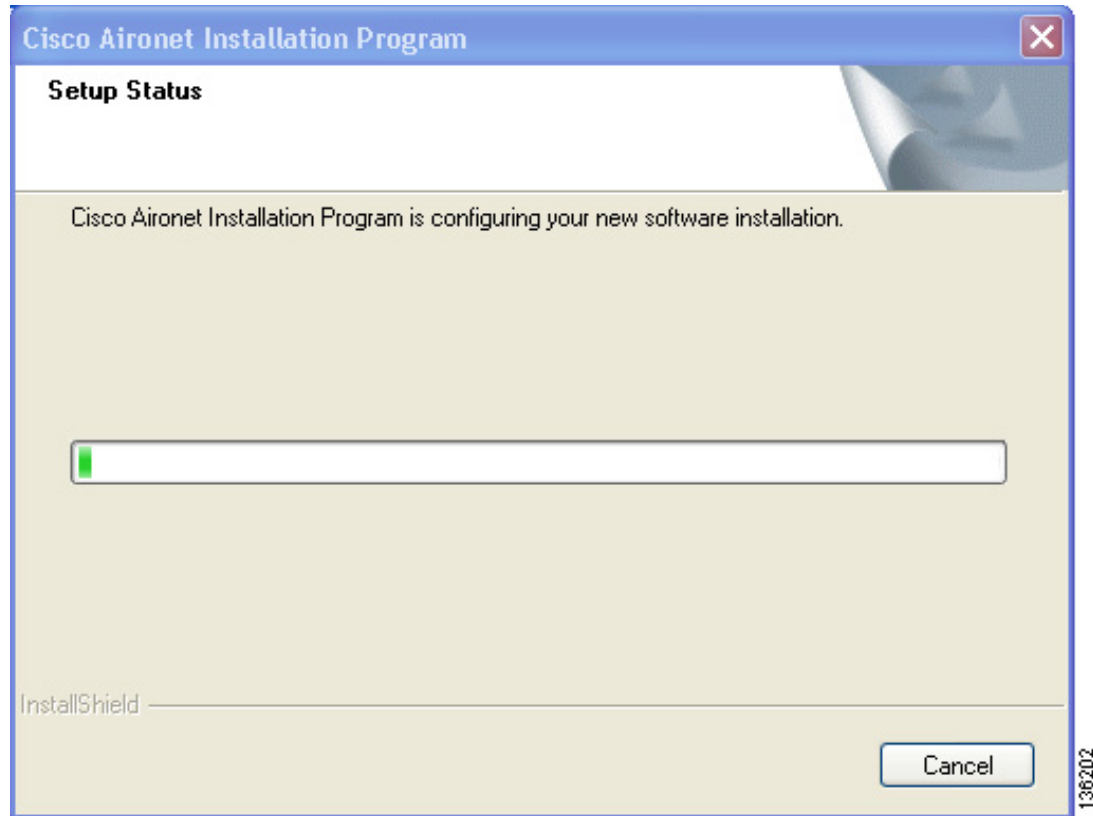 Cisco Aironet Installation Program
Setup Status
Cisco Aironet Installation Program is configuring your new software installation.
InstallShield
Cancel
136202